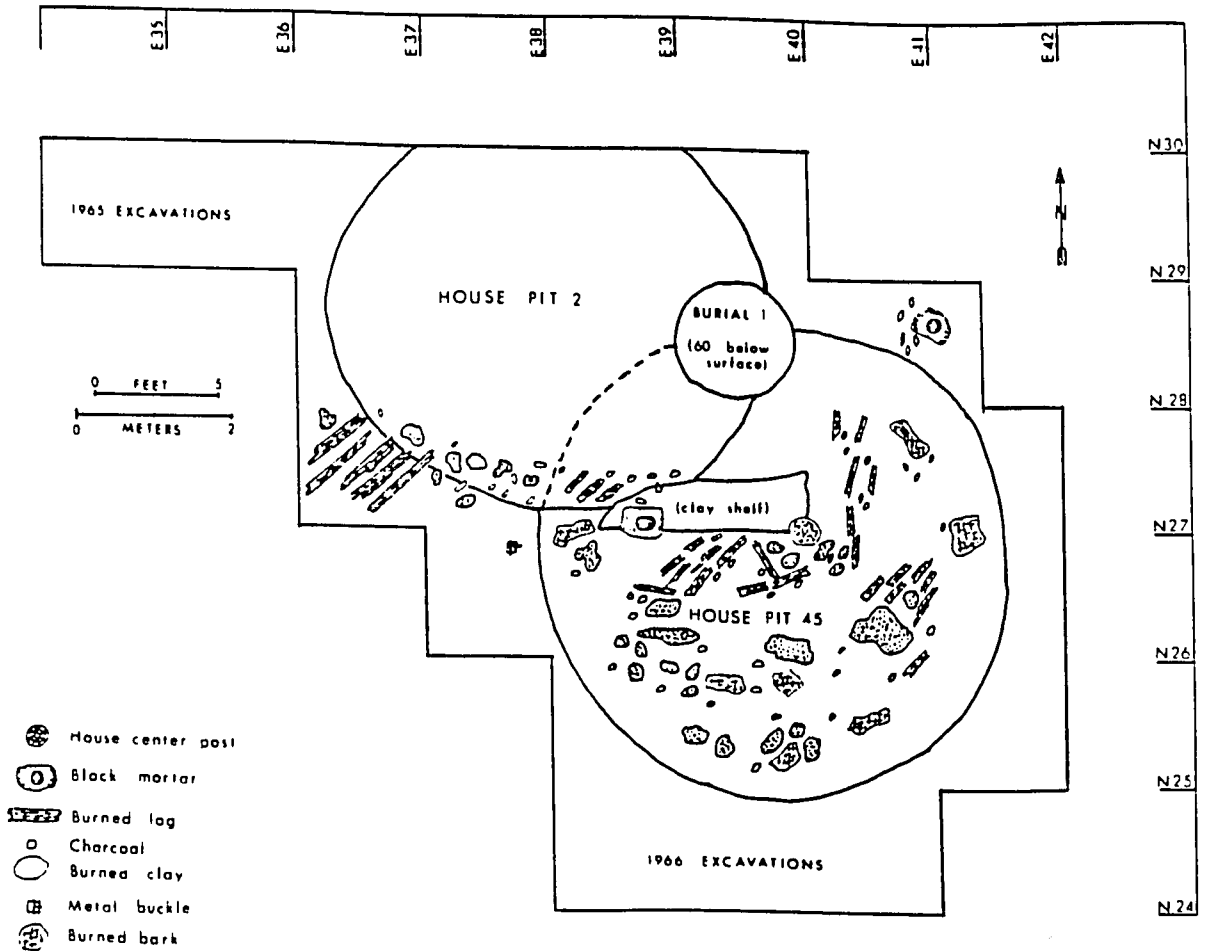 E35
E36
E37
E38
E39
E40
E41
E42
N30
1965 EXCAVATIONS
N
N29
HOUSE PIT 2
BURIAL 1
(60 below
surface)
0 FEET 5
0 METERS 2
N28
(clay shelf)
N27
HOUSE PIT 45
N26
House center post
Block mortar
N25
Burned log
Charcoal
Burned clay
1966 EXCAVATIONS
Metal buckle
N24
Burned bark